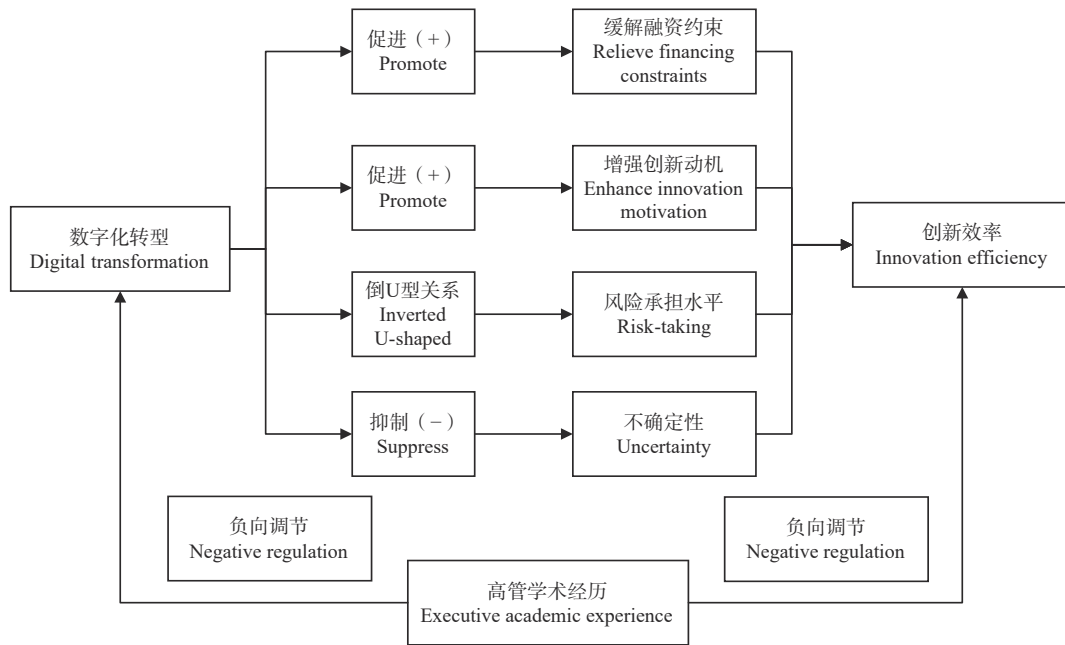 促进（+）
Promote
缓解融资约束
Relieve financing
constraints
促进（+）
Promote
增强创新动机
Enhance innovation
motivation
数字化转型
Digital transformation
创新效率
Innovation efficiency
倒U型关系
Inverted
U-shaped
风险承担水平
Risk-taking
抑制（−）
Suppress
不确定性
Uncertainty
负向调节
Negative regulation
负向调节
Negative regulation
高管学术经历
Executive academic experience